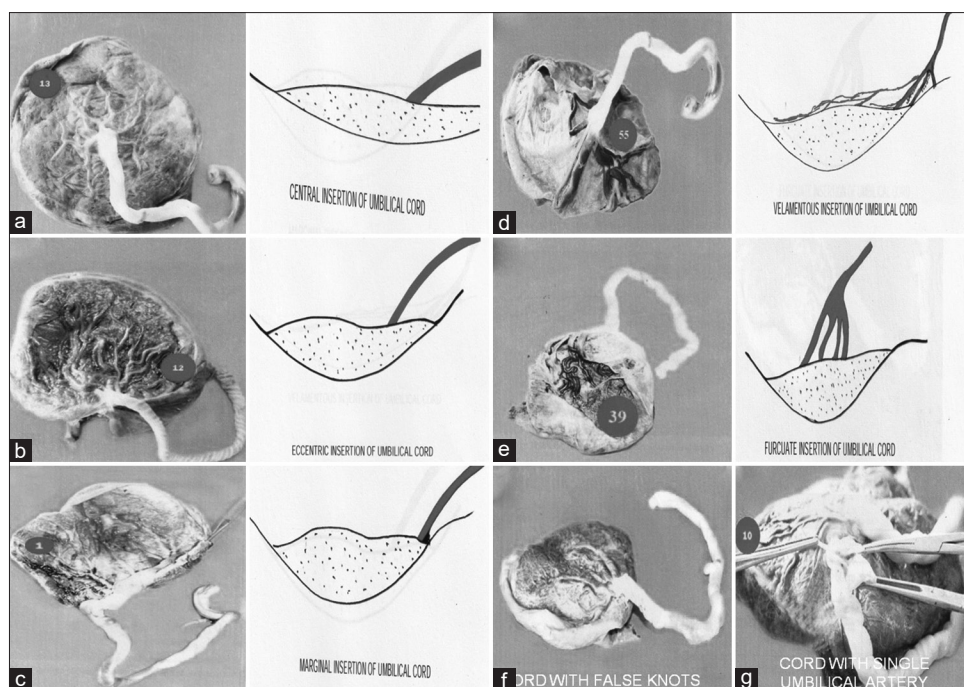 13
CENTRAL INSERTION OF UMBILICAL CORD
a
55
VELAMENTOUS INSERTION OF UMBILICAL CORD
d
12
ECCENTRIC INSERTION OF UMBILICAL CORD
b
39
FURCUATE INSERTION OF UMBILICAL CORD
e
1
MARGINAL INSERTION OF UMBILICAL CORD
c
f
CORD WITH FALSE KNOTS
10
g
CORD WITH SINGLE
UMBILICAL ARTERY